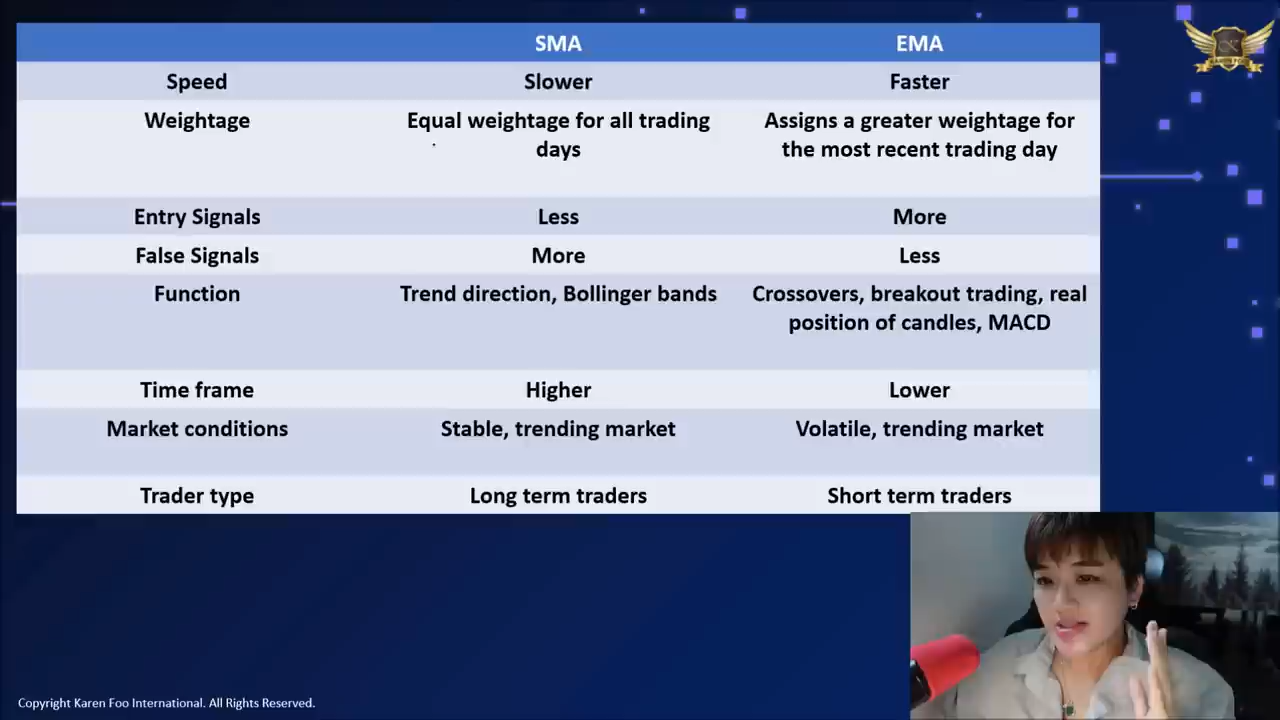 SMA EMA
Speed Slower Faster
Weightage Equal weightage for all trading Assigns a greater weightage for
days the most recent trading day
Entry Signals Less More
False Signals More Less
Function Trend direction, Bollinger bands Crossovers, breakout trading, real
position of candles, MACD
Time frame Higher Lower
Market conditions Stable, trending market Volatile, trending market
Trader type Long term traders Short term traders
KAREN FOO
Copyright Karen Foo International. All Rights Reserved.